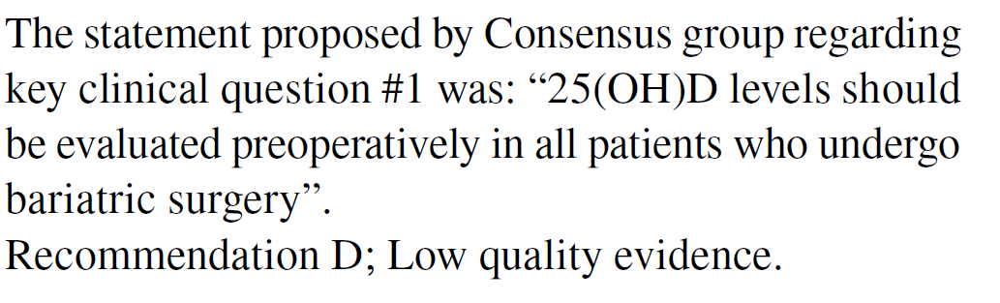 The statement proposed by Consensus group regarding
key clinical question #1 was: “25(OH)D levels should
be evaluated preoperatively in all patients who undergo
bariatric surgery”.
Recommendation D; Low quality evidence.